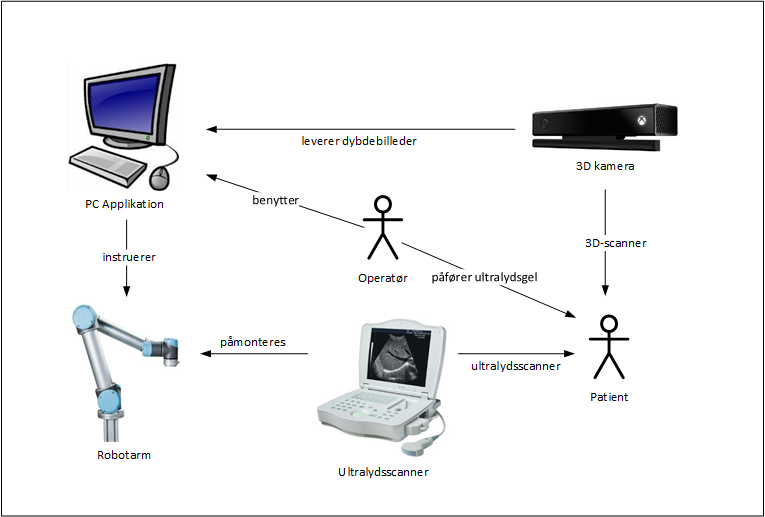 leverer dybdebilleder
3D kamera
PC Applikation
benytter
3D-scanner
instruerer
Operatør
påfører ultralydsgel
påmonteres
ultralydsscanner
Patient
Robotarm
Ultralydsscanner